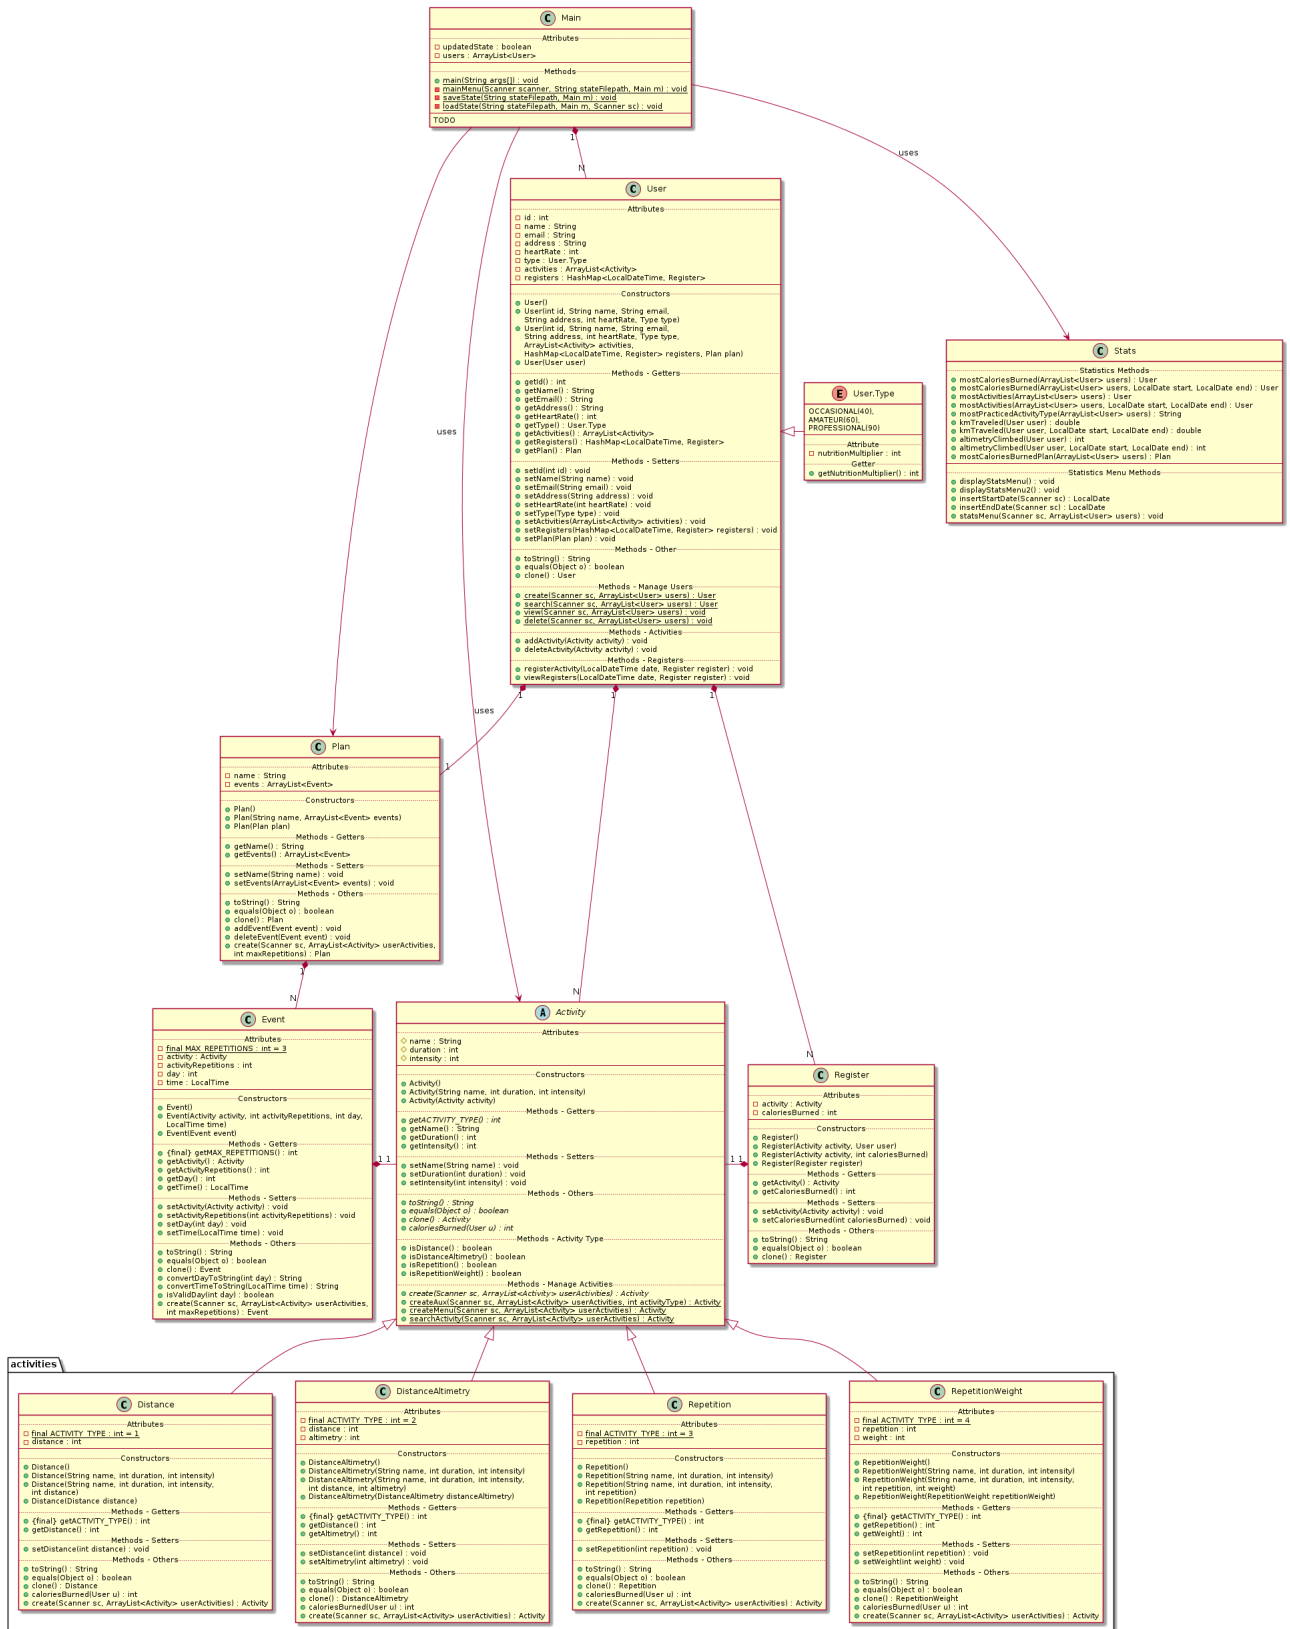 Main
Attributes
updatedState : boolean
users : ArrayList<User>
Methods
main(String args[]) : void
mainMenu(Scanner scanner, String stateFilepath, Main m) : void
saveState(String stateFilepath, Main m) : void
loadState(String stateFilepath, Main m, Scanner sc) : void
TODO
1
N
uses
User
Attributes
id : int
name : String
email : String
address : String
heartRate : int
type : User.Type
activities : ArrayList<Activity>
registers : HashMap<LocalDateTime, Register>
Constructors
User()
User(int id, String name, String email,
String address, int heartRate, Type type)
User(int id, String name, String email,
String address, int heartRate, Type type,
ArrayList<Activity> activities,
HashMap<LocalDateTime, Register> registers, Plan plan)
User(User user)
Methods - Getters
getId() : int
getName() : String
getEmail() : String
getAddress() : String
getHeartRate() : int
getType() : User.Type
getActivities() : ArrayList<Activity>
getRegisters() : HashMap<LocalDateTime, Register>
getPlan() : Plan
Methods - Setters
setId(int id) : void
setName(String name) : void
setEmail(String email) : void
setAddress(String address) : void
setHeartRate(int heartRate) : void
setType(Type type) : void
setActivities(ArrayList<Activity> activities) : void
setRegisters(HashMap<LocalDateTime, Register> registers) : void
setPlan(Plan plan) : void
Methods - Other
toString() : String
equals(Object o) : boolean
clone() : User
Methods - Manage Users
create(Scanner sc, ArrayList<User> users) : User
search(Scanner sc, ArrayList<User> users) : User
view(Scanner sc, ArrayList<User> users) : void
delete(Scanner sc, ArrayList<User> users) : void
Methods - Activities
addActivity(Activity activity) : void
deleteActivity(Activity activity) : void
Methods - Registers
registerActivity(LocalDateTime date, Register register) : void
viewRegisters(LocalDateTime date, Register register) : void
User.Type
OCCASIONAL(40),
AMATEUR(60),
PROFESSIONAL(90)
Attribute
nutritionMultiplier : int
Getter
getNutritionMultiplier() : int
Stats
Statistics Methods
mostCaloriesBurned(ArrayList<User> users) : User
mostCaloriesBurned(ArrayList<User> users, LocalDate start, LocalDate end) : User
mostActivities(ArrayList<User> users) : User
mostActivities(ArrayList<User> users, LocalDate start, LocalDate end) : User
mostPracticedActivityType(ArrayList<User> users) : String
kmTraveled(User user) : double
kmTraveled(User user, LocalDate start, LocalDate end) : double
altimetryClimbed(User user) : int
altimetryClimbed(User user, LocalDate start, LocalDate end) : int
mostCaloriesBurnedPlan(ArrayList<User> users) : Plan
Statistics Menu Methods
displayStatsMenu() : void
displayStatsMenu2() : void
insertStartDate(Scanner sc) : LocalDate
insertEndDate(Scanner sc) : LocalDate
statsMenu(Scanner sc, ArrayList<User> users) : void
uses
uses
1
1
1
1
N
N
Plan
Attributes
name : String
events : ArrayList<Event>
Constructors
Plan()
Plan(String name, ArrayList<Event> events)
Plan(Plan plan)
Methods - Getters
getName() : String
getEvents() : ArrayList<Event>
Methods - Setters
setName(String name) : void
setEvents(ArrayList<Event> events) : void
Methods - Others
toString() : String
equals(Object o) : boolean
clone() : Plan
addEvent(Event event) : void
deleteEvent(Event event) : void
create(Scanner sc, ArrayList<Activity> userActivities,
int maxRepetitions) : Plan
1
N
Event
Attributes
final MAX_REPETITIONS : int = 3
activity : Activity
activityRepetitions : int
day : int
time : LocalTime
Constructors
Event()
Event(Activity activity, int activityRepetitions, int day,
LocalTime time)
Event(Event event)
Methods - Getters
{final} getMAX_REPETITIONS() : int
getActivity() : Activity
getActivityRepetitions() : int
getDay() : int
getTime() : LocalTime
Methods - Setters
setActivity(Activity activity) : void
setActivityRepetitions(int activityRepetitions) : void
setDay(int day) : void
setTime(LocalTime time) : void
Methods - Others
toString() : String
equals(Object o) : boolean
clone() : Event
convertDayToString(int day) : String
convertTimeToString(LocalTime time) : String
isValidDay(int day) : boolean
create(Scanner sc, ArrayList<Activity> userActivities,
int maxRepetitions) : Event
1 1
Activity
Attributes
name : String
duration : int
intensity : int
Constructors
Activity()
Activity(String name, int duration, int intensity)
Activity(Activity activity)
Methods - Getters
getACTIVITY_TYPE() : int
getName() : String
getDuration() : int
getIntensity() : int
Methods - Setters
setName(String name) : void
setDuration(int duration) : void
setIntensity(int intensity) : void
Methods - Others
toString() : String
equals(Object o) : boolean
clone() : Activity
caloriesBurned(User u) : int
Methods - Activity Type
isDistance() : boolean
isDistanceAltimetry() : boolean
isRepetition() : boolean
isRepetitionWeight() : boolean
Methods - Manage Activities
create(Scanner sc, ArrayList<Activity> userActivities) : Activity
createAux(Scanner sc, ArrayList<Activity> userActivities, int activityType) : Activity
createMenu(Scanner sc, ArrayList<Activity> userActivities) : Activity
searchActivity(Scanner sc, ArrayList<Activity> userActivities) : Activity
1 1
Register
Attributes
activity : Activity
caloriesBurned : int
Constructors
Register()
Register(Activity activity, User user)
Register(Activity activity, int caloriesBurned)
Register(Register register)
Methods - Getters
getActivity() : Activity
getCaloriesBurned() : int
Methods - Setters
setActivity(Activity activity) : void
setCaloriesBurned(int caloriesBurned) : void
Methods - Others
toString() : String
equals(Object o) : boolean
clone() : Register
activities
Distance
Attributes
final ACTIVITY_TYPE : int = 1
distance : int
Constructors
Distance()
Distance(String name, int duration, int intensity)
Distance(String name, int duration, int intensity,
int distance)
Distance(Distance distance)
Methods - Getters
{final} getACTIVITY_TYPE() : int
getDistance() : int
Methods - Setters
setDistance(int distance) : void
Methods - Others
toString() : String
equals(Object o) : boolean
clone() : Distance
caloriesBurned(User u) : int
create(Scanner sc, ArrayList<Activity> userActivities) : Activity
DistanceAltimetry
Attributes
final ACTIVITY_TYPE : int = 2
distance : int
altimetry : int
Constructors
DistanceAltimetry()
DistanceAltimetry(String name, int duration, int intensity)
DistanceAltimetry(String name, int duration, int intensity,
int distance, int altimetry)
DistanceAltimetry(DistanceAltimetry distanceAltimetry)
Methods - Getters
{final} getACTIVITY_TYPE() : int
getDistance() : int
getAltimetry() : int
Methods - Setters
setDistance(int distance) : void
setAltimetry(int altimetry) : void
Methods - Others
toString() : String
equals(Object o) : boolean
clone() : DistanceAltimetry
caloriesBurned(User u) : int
create(Scanner sc, ArrayList<Activity> userActivities) : Activity
Repetition
Attributes
final ACTIVITY_TYPE : int = 3
repetition : int
Constructors
Repetition()
Repetition(String name, int duration, int intensity)
Repetition(String name, int duration, int intensity,
int repetition)
Repetition(Repetition repetition)
Methods - Getters
{final} getACTIVITY_TYPE() : int
getRepetition() : int
Methods - Setters
setRepetition(int repetition) : void
Methods - Others
toString() : String
equals(Object o) : boolean
clone() : Repetition
caloriesBurned(User u) : int
create(Scanner sc, ArrayList<Activity> userActivities) : Activity
RepetitionWeight
Attributes
final ACTIVITY_TYPE : int = 4
repetition : int
weight : int
Constructors
RepetitionWeight()
RepetitionWeight(String name, int duration, int intensity)
RepetitionWeight(String name, int duration, int intensity,
int repetition, int weight)
RepetitionWeight(RepetitionWeight repetitionWeight)
Methods - Getters
{final} getACTIVITY_TYPE() : int
getRepetition() : int
getWeight() : int
Methods - Setters
setRepetition(int repetition) : void
setWeight(int weight) : void
Methods - Others
toString() : String
equals(Object o) : boolean
clone() : RepetitionWeight
caloriesBurned(User u) : int
create(Scanner sc, ArrayList<Activity> userActivities) : Activity